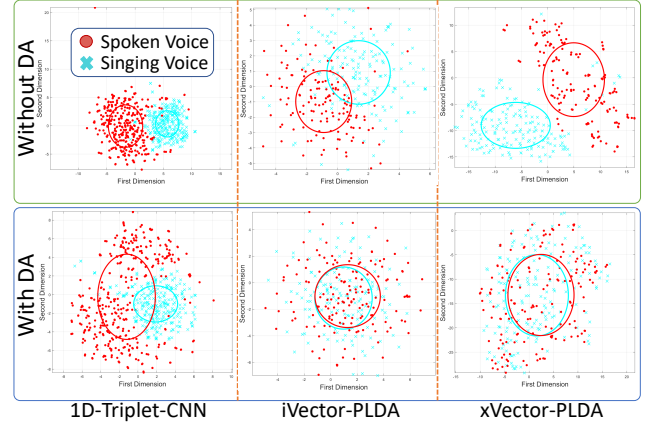 Without DA
Spoken Voice
Singing Voice
Second Dimension
First Dimension
Second Dimension
First Dimension
Second Dimension
First Dimension
With DA
Second Dimension
First Dimension
Second Dimension
First Dimension
Second Dimension
First Dimension
1D-Triplet-CNN
iVector-PLDA
xVector-PLDA